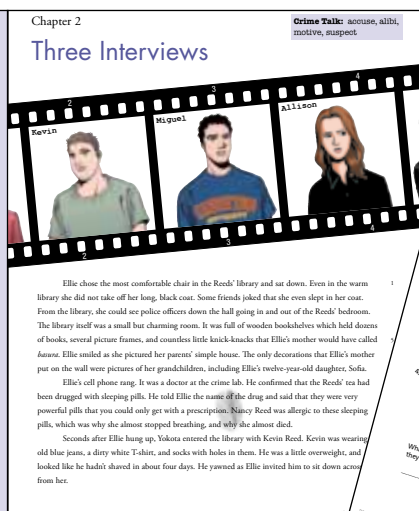 Chapter 2
Crime Talk: accuse, alibi,
motive, suspect
Three Interviews
2
3
4
Kevin
Miguel
Allison
2
3
4
Ellie chose the most comfortable chair in the Reeds' library and sat down. Even in the warm
library she did not take off her long, black coat. Some friends joked that she even slept in her coat.
From the library, she could see police officers down the hall going in and out of the Reeds' bedroom.
The library itself was a small but charming room. It was full of wooden bookshelves which held dozens
of books, several picture frames, and countless little knick-knacks that Ellie's mother would have called
basura. Ellie smiled as she pictured her parents' simple house. The only decorations that Ellie's mother
put on the wall were pictures of her grandchildren, including Ellie's twelve-year-old daughter, Sofia.
Ellie's cell phone rang. It was a doctor at the crime lab. He confirmed that the Reeds' tea had
been drugged with sleeping pills. He told Ellie the name of the drug and said that they were very
powerful pills that you could only get with a prescription. Nancy Reed was allergic to these sleeping
pills, which was why she almost stopped breathing, and why she almost died.
Seconds after Ellie hung up, Yokota entered the library with Kevin Reed. Kevin was wearing
old blue jeans, a dirty white T-shirt, and socks with holes in them. He was a little overweight, and
looked like he hadn't shaved in about four days. He yawned as Ellie invited him to sit down acros
from her.